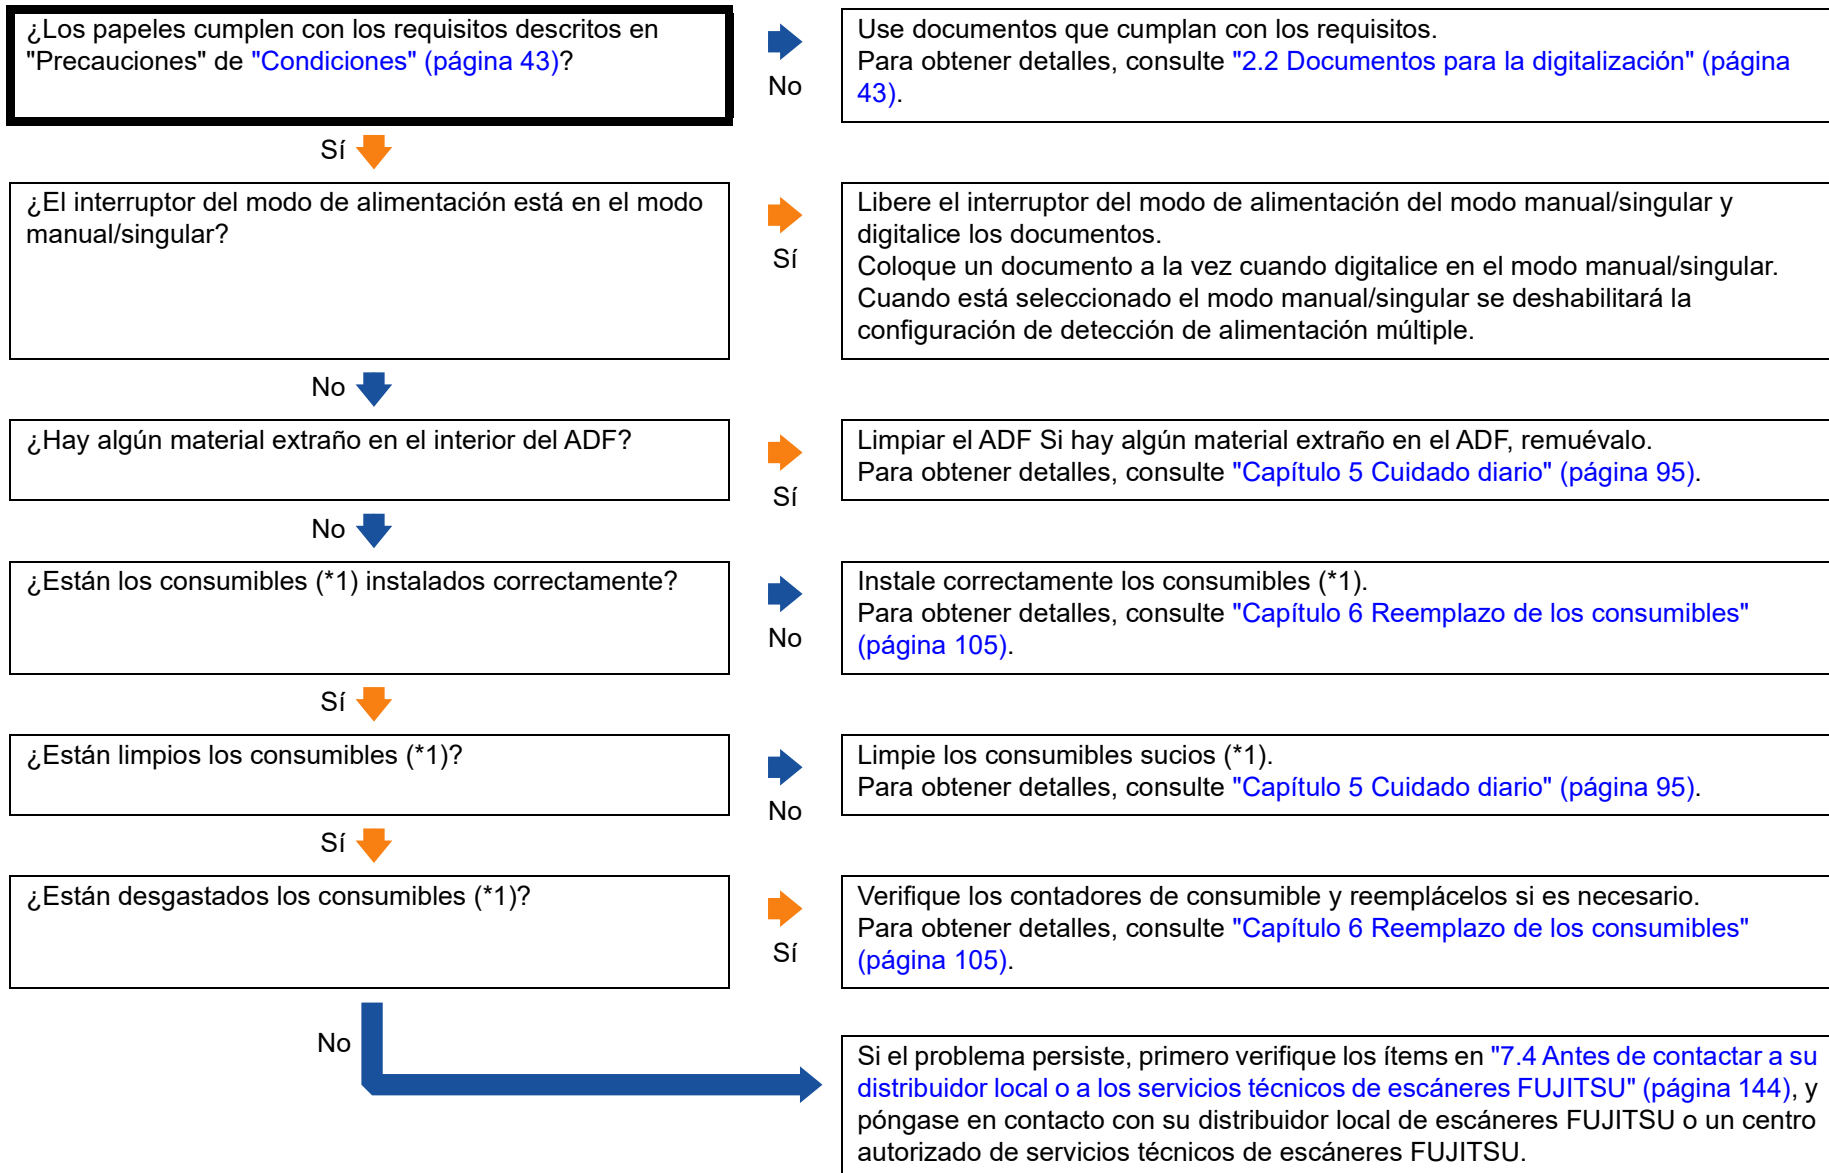 ¿Los papeles cumplen con los requisitos descritos en
"Precauciones" de "Condiciones" (página 43)?
No
Use documentos que cumplan con los requisitos.
Para obtener detalles, consulte "2.2 Documentos para la digitalización" (página
43).
Sí
¿El interruptor del modo de alimentación está en el modo
manual/singular?
Sí
Libere el interruptor del modo de alimentación del modo manual/singular y
digitalice los documentos.
Coloque un documento a la vez cuando digitalice en el modo manual/singular.
Cuando está seleccionado el modo manual/singular se deshabilitará la
configuración de detección de alimentación múltiple.
No
¿Hay algún material extraño en el interior del ADF?
Sí
Limpiar el ADF Si hay algún material extraño en el ADF, remuévalo.
Para obtener detalles, consulte "Capítulo 5 Cuidado diario" (página 95).
No
¿Están los consumibles (*1) instalados correctamente?
No
Instale correctamente los consumibles (*1).
Para obtener detalles, consulte "Capítulo 6 Reemplazo de los consumibles"
(página 105).
Sí
¿Están limpios los consumibles (*1)?
No
Limpie los consumibles sucios (*1).
Para obtener detalles, consulte "Capítulo 5 Cuidado diario" (página 95).
Sí
¿Están desgastados los consumibles (*1)?
Sí
Verifique los contadores de consumible y reemplácelos si es necesario.
Para obtener detalles, consulte "Capítulo 6 Reemplazo de los consumibles"
(página 105).
No
Si el problema persiste, primero verifique los ítems en "7.4 Antes de contactar a su
distribuidor local o a los servicios técnicos de escáneres FUJITSU" (página 144), y
póngase en contacto con su distribuidor local de escáneres FUJITSU o un centro
autorizado de servicios técnicos de escáneres FUJITSU.